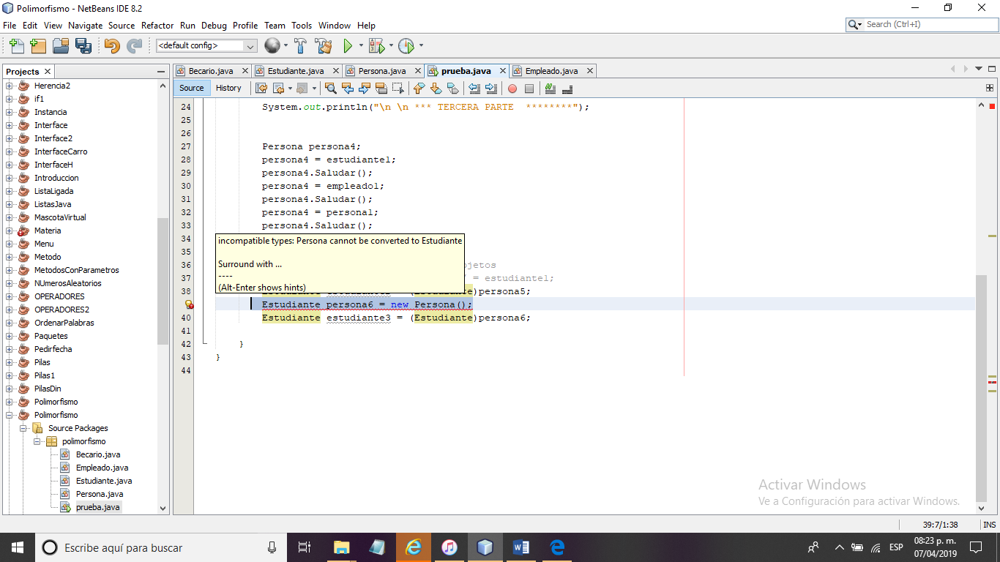 Polimorfismo - NetBeans IDE 8.2
File Edit View Navigate Source Refactor Run Debug Profile Team Tools Window Help
Search (Ctrl+I)
<default config>
Projects
Becario.java Estudiante.java Persona.java prueba.java Empleado.java
Source History
Herencia2
if1
Instancia
Interface
Interface2
InterfaceCarro
InterfaceH
Introduccion
ListaLigada
ListasJava
MascotaVirtual
Materia
Menu
Metodo
MetodosConParametros
NUmerosAleatorios
OPERADORES
OPERADORES2
OrdenarPalabras
Paquetes
Pedirfecha
Pilas
Pilas1
PilasDin
Polimorfismo
Polimorfismo
Source Packages
polimorfismo
Becario.java
Empleado.java
Estudiante.java
Persona.java
prueba.java
24 System.out.println("\n \n *** TERCERA PARTE ********");
25
26
27 Persona persona4;
28 persona4 = estudiante1;
29 persona4.Saludar();
30 persona4 = empleado1;
31 persona4.Saludar();
32 persona4 = persona1;
33 persona4.Saludar();
34
35
36 jetos
37 = estudiante1;
38 )persona5;
incompatible types: Persona cannot be converted to Estudiante
Surround with ...
----
(Alt-Enter shows hints)
Estudiante persona6 = new Persona();
40 Estudiante estudiante3 = (Estudiante)persona6;
41
42 }
43 }
44
Activar Windows
Ve a Configuración para activar Windows.
39:7/1:38 INS
Escribe aquí para buscar
ESP
08:23 p. m.
07/04/2019